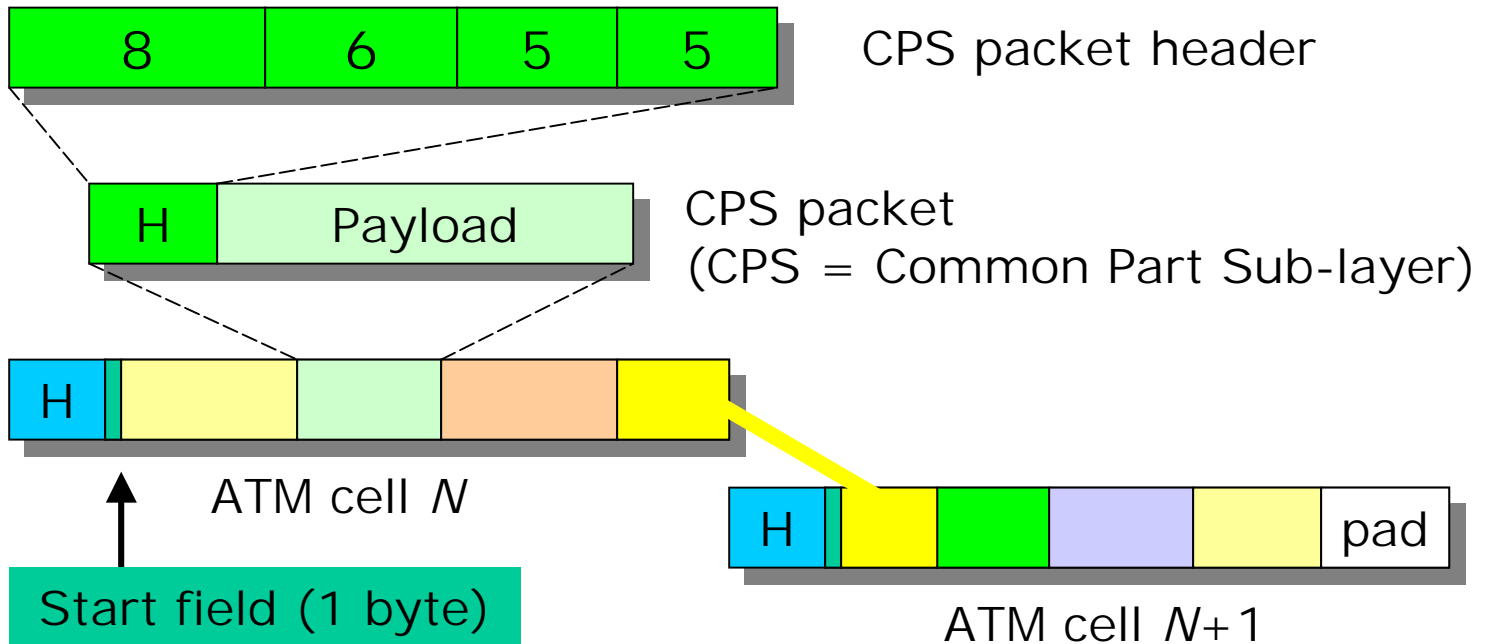 8 6 5 5 CPS packet header
H Payload CPS packet
(CPS = Common Part Sub-layer)
H
ATM cell N
H pad
Start field (1 byte)
ATM cell N+1